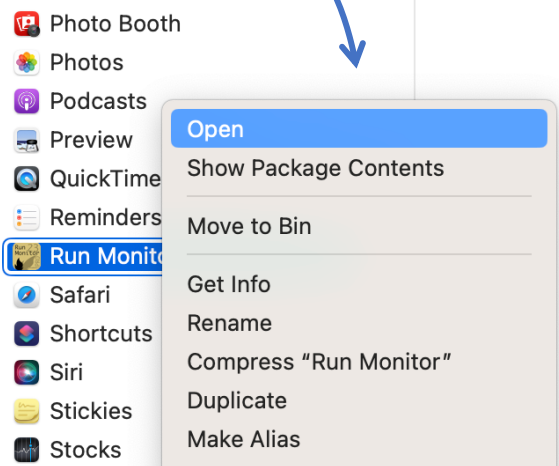 Photo Booth
Photos
Podcasts
Preview
QuickTime
Reminders
Run Monito
Safari
Shortcuts
Siri
Stickies
Stocks
Open
Show Package Contents
Move to Bin
Get Info
Rename
Compress “Run Monitor”
Duplicate
Make Alias